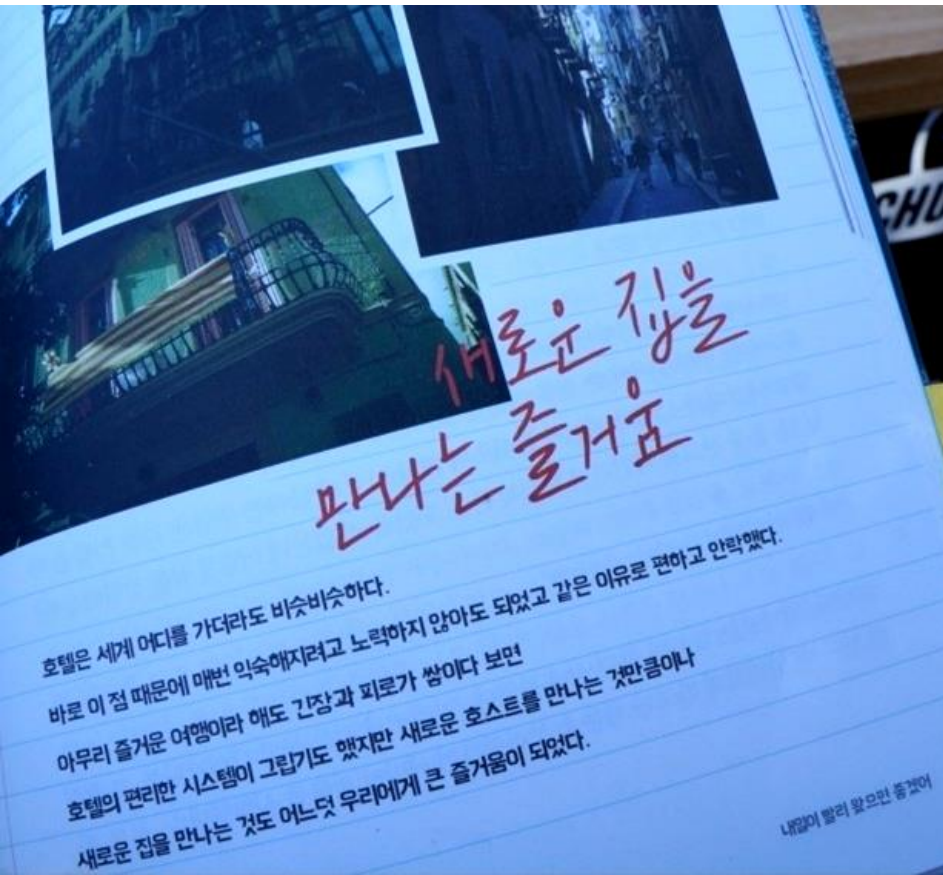 새로운 집을
만나는 즐거움
호텔은 세계 어디를 가더라도 비슷비슷하다.
바로 이 점 때문에 매번 익숙해지려고 노력하지 않아도 되었고 같은 이유로 편하고 안락했다.
아무리 즐거운 여행이라 해도 긴장과 피로가 쌓이다 보면
호텔의 편리한 시스템이 그립기도 했지만 새로운 호스트를 만나는 것만큼이나
새로운 집을 만나는 것도 어느덧 우리에게 큰 즐거움이 되었다.
내일이 빨리 왔으면 좋겠어